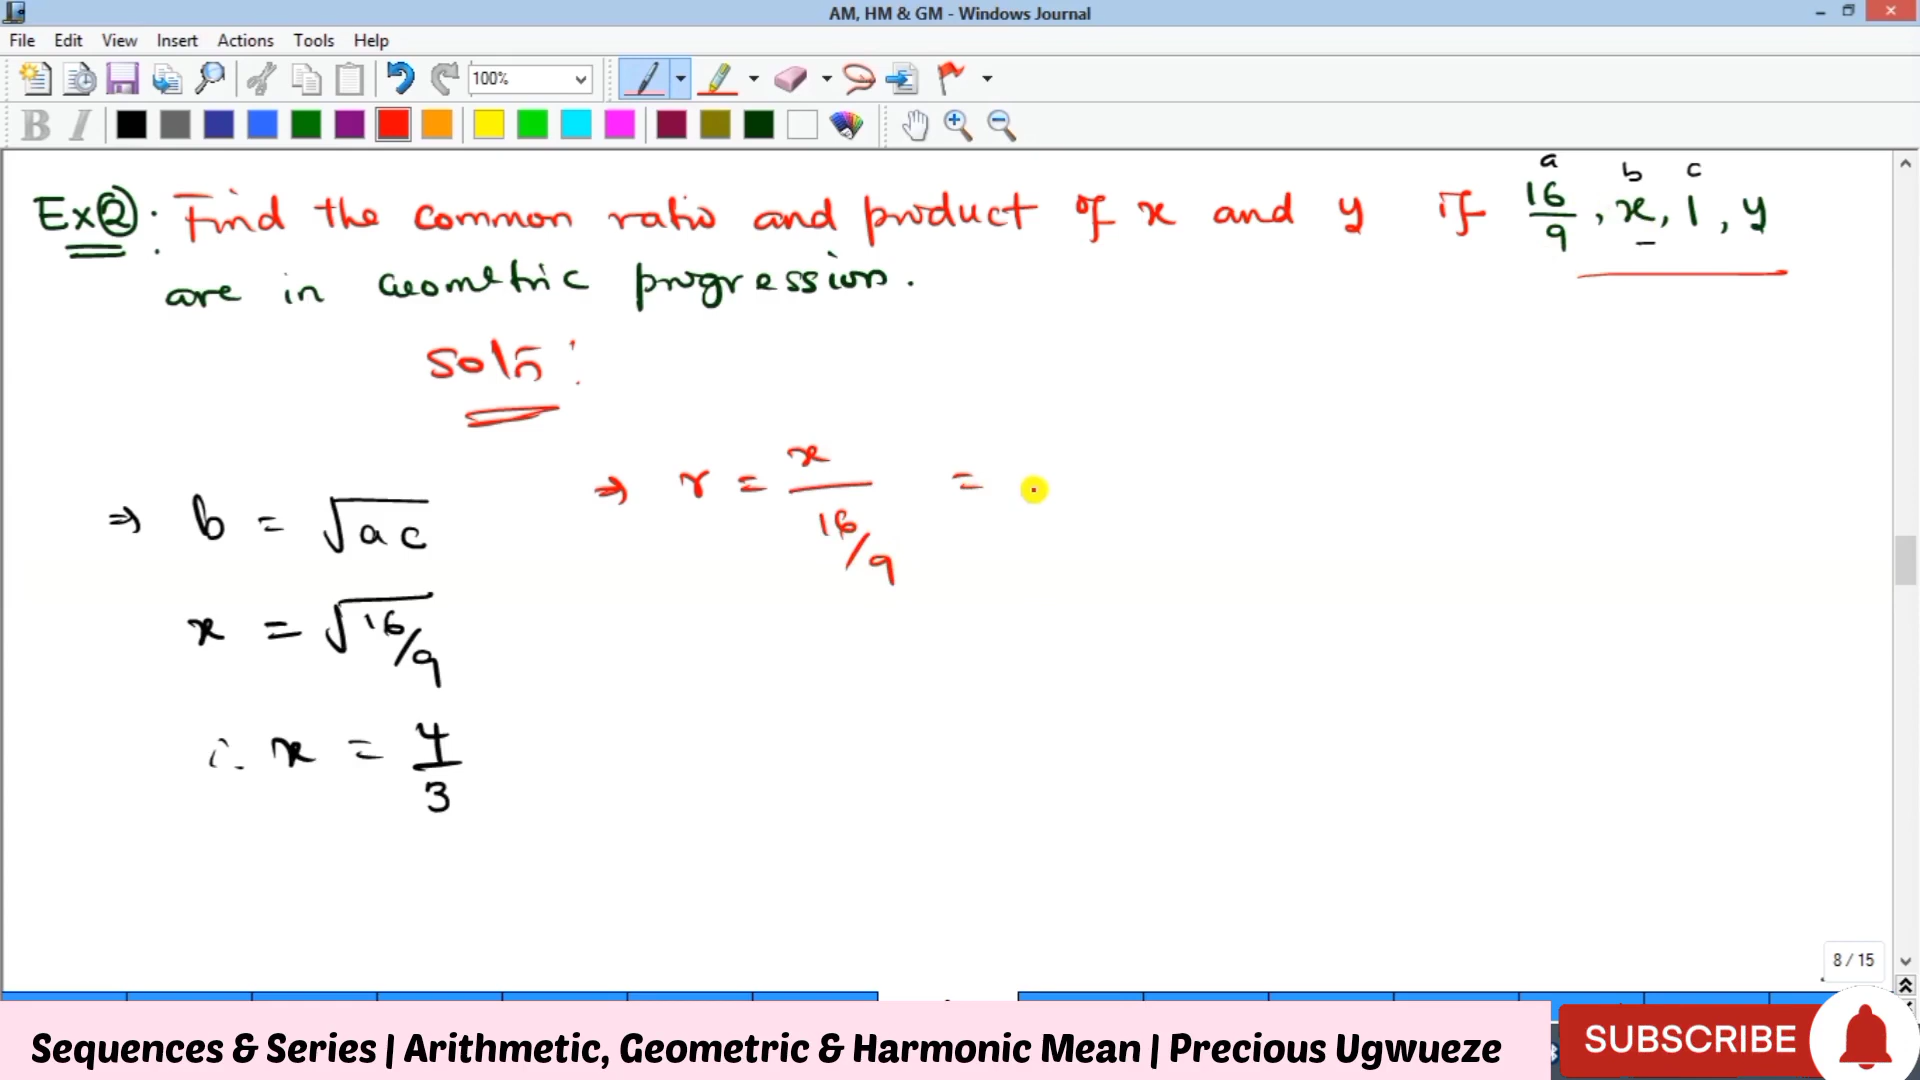 AM, HM & GM - Windows Journal
File Edit View Insert Actions Tools Help
100%
B I
a b c
Ex②: Find the common ratio and product of x and y if 16/9, x, 1, y
are in Geometric progression.
Soln:
⇒ r = x / 16/9 =
⇒ b = √ac
x = √16/9
∴ x = 4/3
8 / 15
Sequences & Series | Arithmetic, Geometric & Harmonic Mean | Precious Ugwueze
SUBSCRIBE